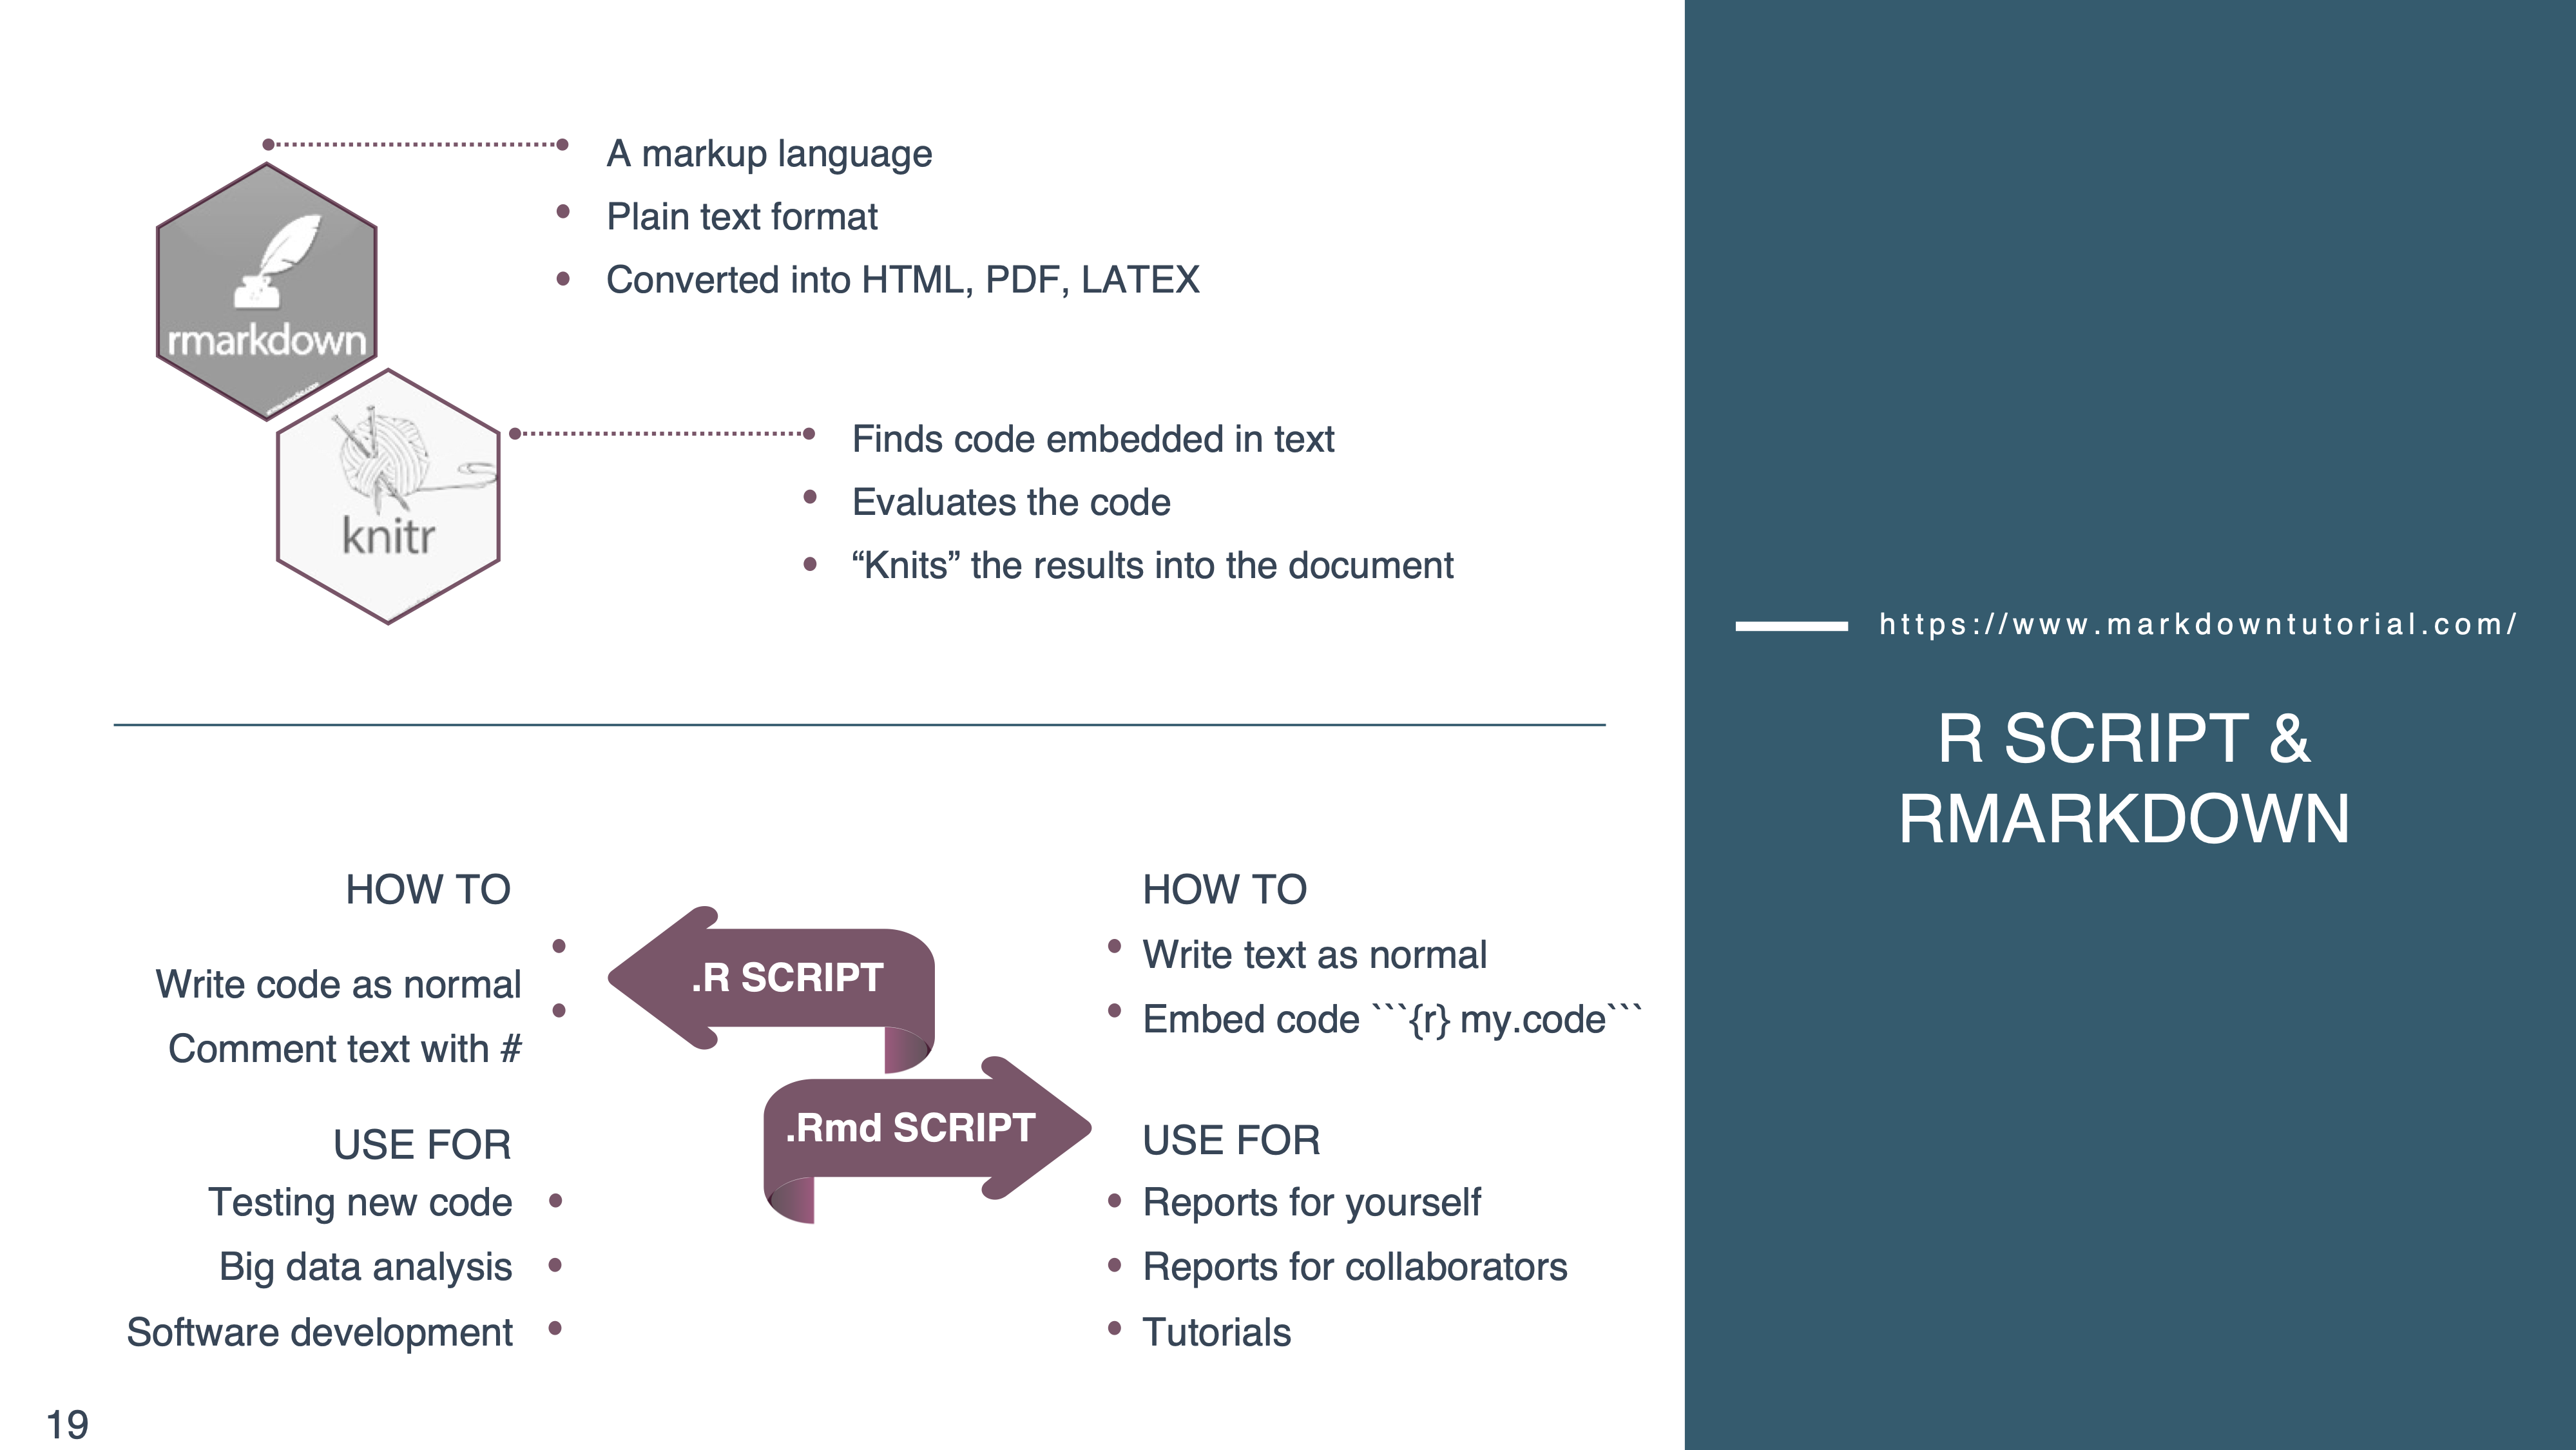 rmarkdown
A markup language
Plain text format
Converted into HTML, PDF, LATEX
knitr
Finds code embedded in text
Evaluates the code
“Knits” the results into the document
HOW TO
Write code as normal
Comment text with #
USE FOR
Testing new code
Big data analysis
Software development
.R SCRIPT
.Rmd SCRIPT
HOW TO
Write text as normal
Embed code ```{r} my.code```
USE FOR
Reports for yourself
Reports for collaborators
Tutorials
19
https://www.markdowntutorial.com/
R SCRIPT &
RMARKDOWN